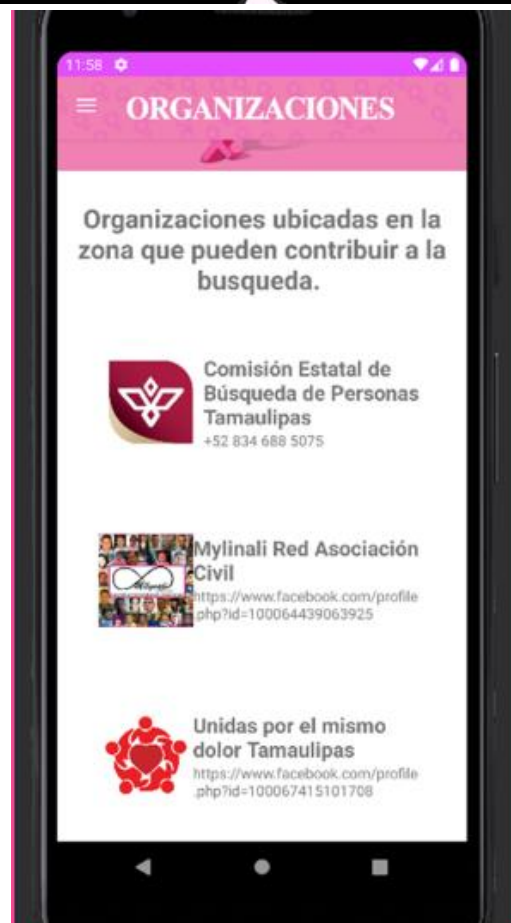 11:58
ORGANIZACIONES
Organizaciones ubicadas en la
zona que pueden contribuir a la
busqueda.
Comisión Estatal de
Búsqueda de Personas
Tamaulipas
+52 834 688 5075
Mylinali Red Asociación
Civil
https://www.facebook.com/profile
.php?id=100064439063925
Unidas por el mismo
dolor Tamaulipas
https://www.facebook.com/profile
.php?id=100067415101708